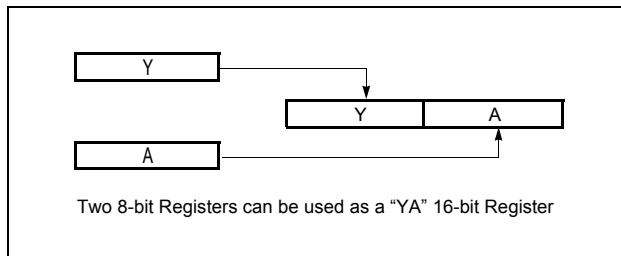 Y
Y A
A
Two 8-bit Registers can be used as a “YA” 16-bit Register